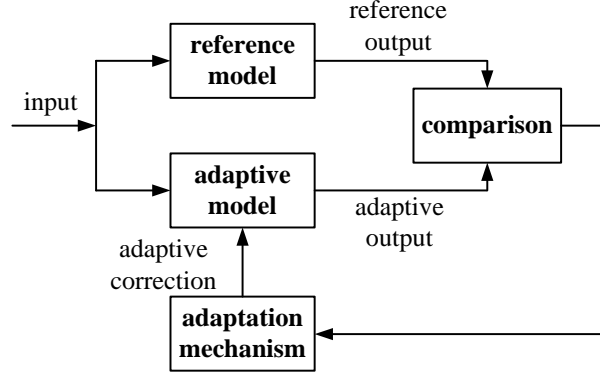 reference
output
reference
model
input
comparison
adaptive
model
adaptive
output
adaptive
correction
adaptation
mechanism